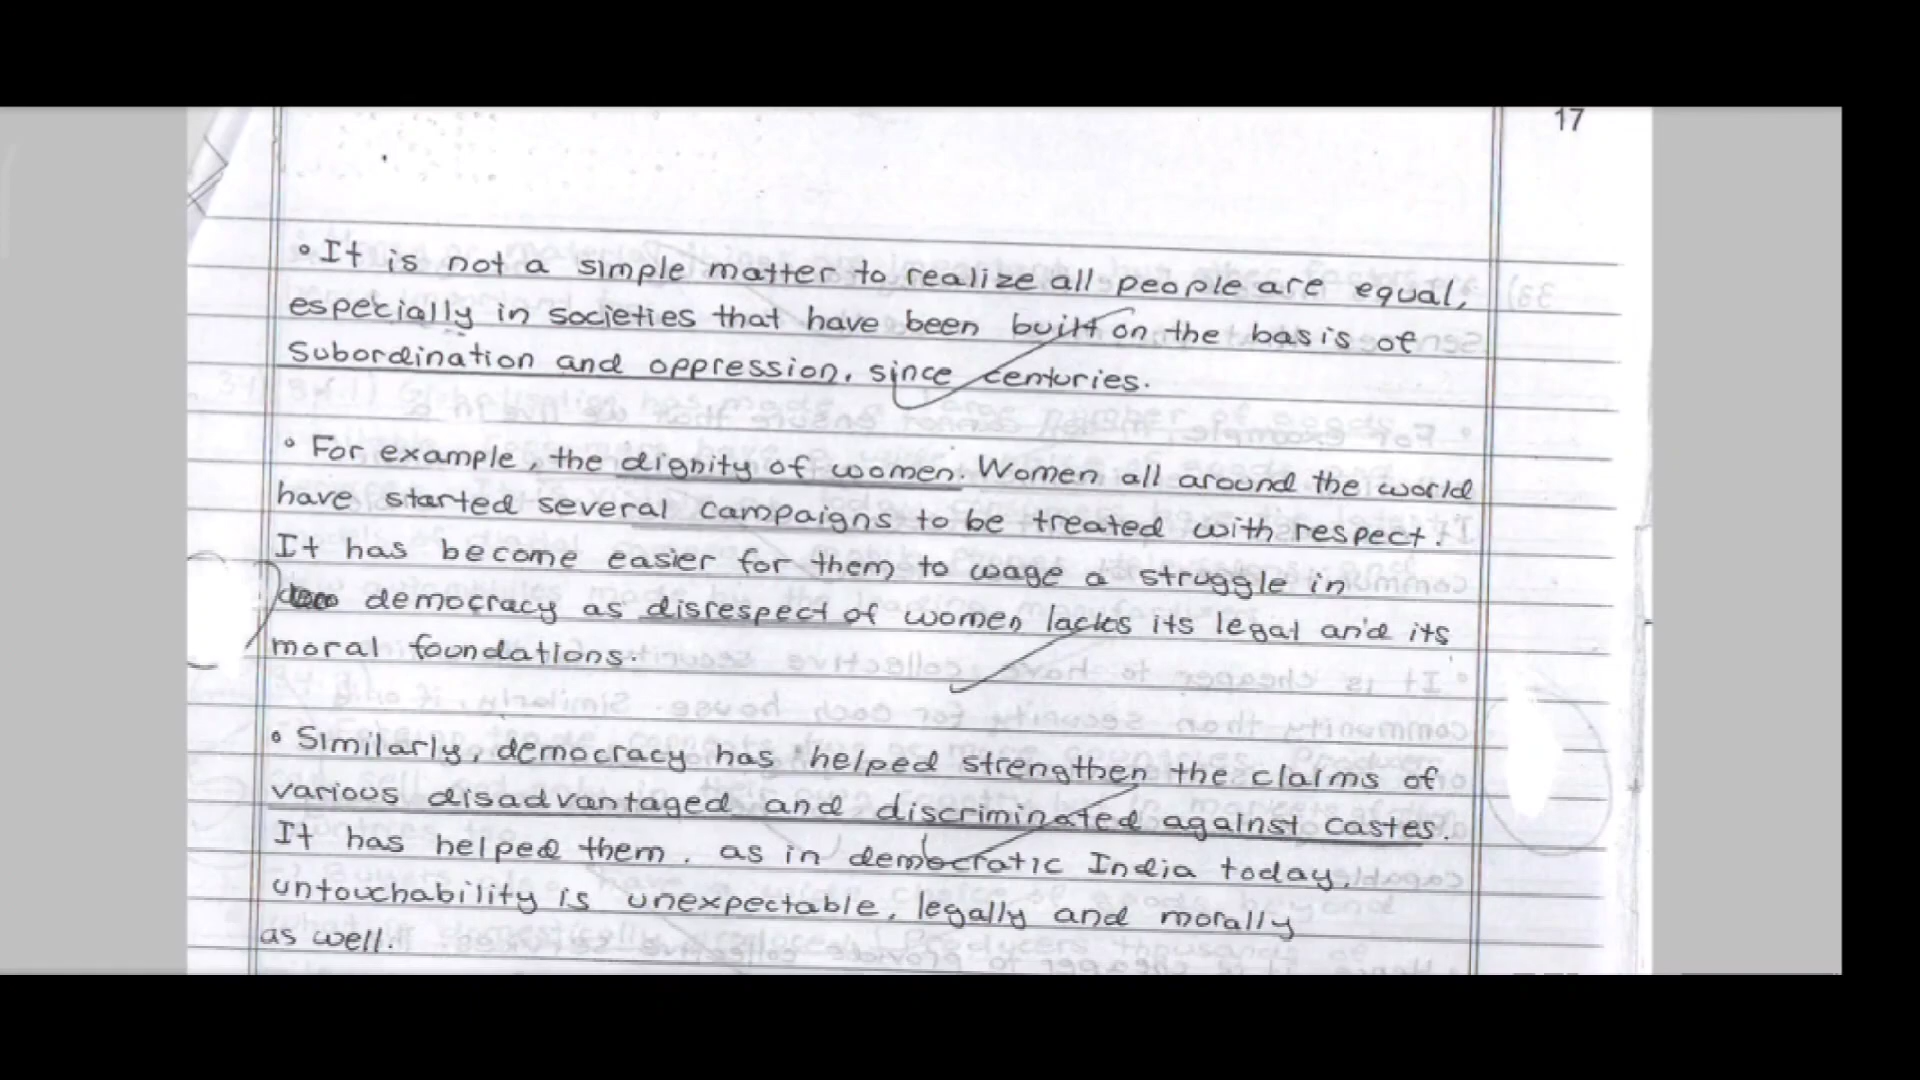 17
• It is not a simple matter to realize all people are equal,
especially in societies that have been built on the basis of
subordination and oppression, since centuries.
• For example, the dignity of women. Women all around the world
have started several campaigns to be treated with respect.
It has become easier for them to wage a struggle in
democracy as disrespect of women lacks its legal and its
moral foundations.
• Similarly, democracy has helped strengthen the claims of
various disadvantaged and discriminated against castes.
It has helped them. as in democratic India today,
untouchability is unexpectable, legally and morally
as well.